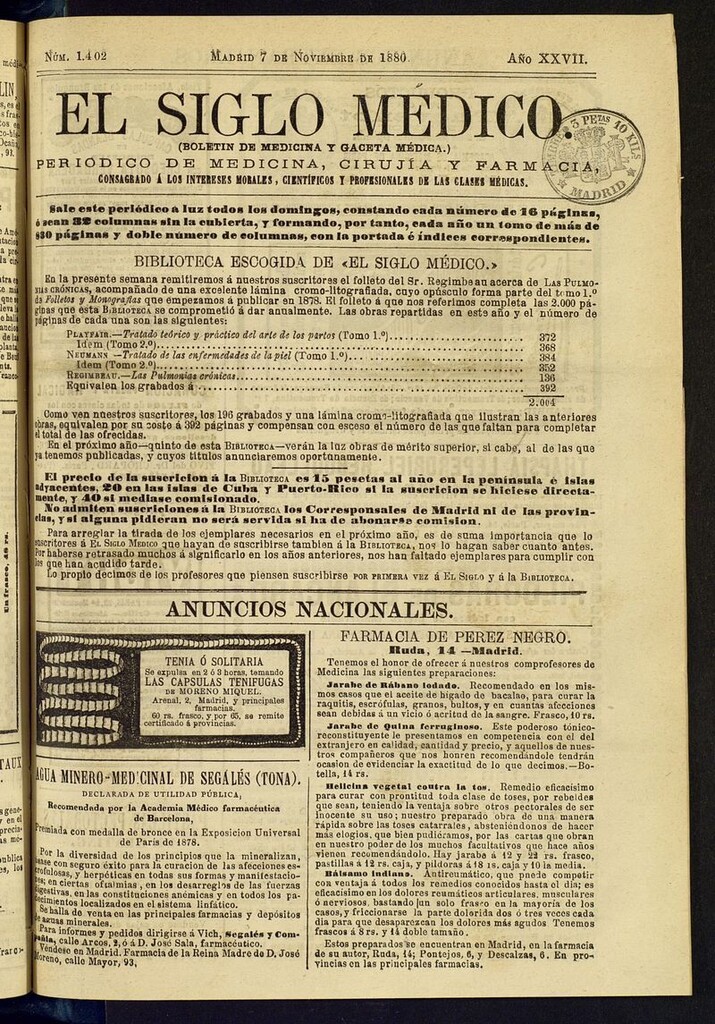 NÚM. 1.402
MADRID 7 DE NOVIEMBRE DE 1880.
AÑO XXVII.
EL SIGLO MÉDICO.
(BOLETIN DE MEDICINA Y GACETA MÉDICA.)
PERIÓDICO DE MEDICINA, CIRUJÍA Y FARMACIA,
CONSAGRADO Á LOS INTERESES MORALES, CIENTÍFICOS Y PROFESIONALES DE LAS CLASES MÉDICAS.
3 PETAS 10 KILS
MADRID
Sale este periódico a luz todos los domingos, constando cada número de 16 páginas,
ó sean 32 columnas sin la cubierta, y formando, por tanto, cada año un tomo de más de
830 páginas y doble número de columnas, con la portada é índices correspondientes.
BIBLIOTECA ESCOGIDA DE «EL SIGLO MÉDICO.»
En la presente semana remitiremos á nuestros suscritores el folleto del Sr. Regimbeau acerca de LAS PULMO-
NIAS CRÓNICAS, acompañado de una excelente lámina cromo-litografiada, cuyo opúsculo forma parte del tomo 1.º
de Folletos y Monografias que empezamos á publicar en 1878. El folleto á que nos referimos completa las 2.000 pá-
ginas que esta BIBLIOTECA se comprometió á dar anualmente. Las obras repartidas en este año y el número de
páginas de cada una son las siguientes:
PLAYFAIR.—Tratado teórico y práctico del arte de los partos (Tomo 1.º) 372
Idem (Tomo 2.º) 368
NEUMANN —Tratado de las enfermedades de la piel (Tomo 1.º) 384
Idem (Tomo 2.º) 352
REGIMBEAU.—Las Pulmonías crónicas 136
Equivalen los grabados á 392
2.004
Como ven nuestros suscritores, los 196 grabados y una lámina cromo-litografiada que ilustran las anteriores
obras, equivalen por su coste á 392 páginas y compensan con esceso el número de las que faltan para completar
el total de las ofrecidas.
En el próximo año—quinto de esta BIBLIOTECA—verán la luz obras de mérito superior, si cabe, al de las que
ya tenemos publicadas, y cuyos títulos anunciaremos oportunamente.
El precio de la suscricion á la BIBLIOTECA es 15 pesetas al año en la península é islas
adyacentes, 20 en las islas de Cuba y Puerto-Rico si la suscricion se hiciese directa-
mente, y 40 si mediase comisionado.
No admiten suscriciones á la BIBLIOTECA los Corresponsales de Madrid ni de las provin-
cias, y si alguna pidieran no será servida si ha de abonarse comision.
Para arreglar la tirada de los ejemplares necesarios en el próximo año, es de suma importancia que lo
suscritores á EL SIGLO MEDICO que hayan de suscribirse tambien á la BIBLIOTECA, nos lo hagan saber cuanto antes.
Por haberse retrasado muchos á significarlo en los años anteriores, nos han faltado ejemplares para cumplir con
los que han acudido tarde.
Lo propio decimos de los profesores que piensen suscribirse POR PRIMERA VEZ á EL SIGLO y á la BIBLIOTECA.
ANUNCIOS NACIONALES.
TENIA Ó SOLITARIA
Se expulsa en 2 ó 3 horas, tomando
LAS CAPSULAS TENIFUGAS
DE MORENO MIQUEL.
Arenal, 2, Madrid, y principales
farmacias.
60 rs. frasco, y por 65, se remite
certificado á provincias.
AGUA MINERO-MEDICINAL DE SEGALÉS (TONA).
DECLARADA DE UTILIDAD PÚBLICA,
Recomendada por la Academia Médico farmacéutica
de Barcelona,
Premiada con medalla de bronce en la Exposicion Universal
de París de 1878.
Por la diversidad de los principios que la mineralizan,
con seguro éxito para la curacion de las afecciones es-
crofulosas, y herpéticas en todas sus formas y manifestacio-
nes; en ciertas oftalmias, en los desarreglos de las fuerzas
digestivas, en las constituciones anémicas y en todos los pa-
decimientos localizados en el sistema linfático.
Se halla de venta en las principales farmacias y depósitos
de aguas minerales.
Para informes y pedidos dirigirse á Vich, Segalés y Com-
pañía, calle Arcos, 2, ó á D. José Sala, farmacéutico.
Véndese en Madrid. Farmacia de la Reina Madre de D. José
Moreno, calle Mayor, 93,
FARMACIA DE PEREZ NEGRO.
Ruda, 14 —Madrid.
Tenemos el honor de ofrecer á nuestros comprofesores de
Medicina las siguientes preparaciones:
Jarabe de Rábano iodado. Recomendado en los mis-
mos casos que el aceite de hígado de bacalao, para curar la
raquitis, escrófulas, granos, bultos, y en cuantas afecciones
sean debidas á un vicio ó acritud de la sangre. Frasco, 10 rs.
Jarabe de Quina ferruginoso. Este poderoso tónico-
reconstituyente le presentamos en competencia con el del
extranjero en calidad, cantidad y precio, y aquellos de nues-
tros compañeros que nos honren recomendándole tendrán
ocasion de evidenciar la exactitud de lo que decimos.—Bo-
tella, 14 rs.
Helicina vegetal contra la tos. Remedio eficacísimo
para curar con prontitud toda clase de toses, por rebeldes
que sean, teniendo la ventaja sobre otros pectorales de ser
inocente su uso; nuestro preparado obra de una manera
rápida sobre las toses catarrales, absteniéndonos de hacer
más elogios, que bien pudiéramos, por las cartas que obran
en nuestro poder de los muchos facultativos que hace años
vienen recomendándolo. Hay jarabe á 12 y 22 rs. frasco,
pastillas á 12 rs. caja, y píldoras á 18 rs. caja y 10 la media.
Bálsamo indiano. Antireumático, que puede competir
con ventaja á todos los remedios conocidos hasta el dia; es
eficacísimo en los dolores reumáticos articulares, musculares
ó nerviosos, bastando un solo frasco en la mayoría de los
casos, y friccionarse la parte dolorida dos ó tres veces cada
dia para que desaparezcan los dolores más agudos Tenemos
frascos á 8 rs. y 14 doble tamaño.
Estos preparados se encuentran en Madrid, en la farmacia
de su autor, Ruda, 14; Pontejos, 6, y Descalzas, 6. En pro-
vincias en las principales farmacias.